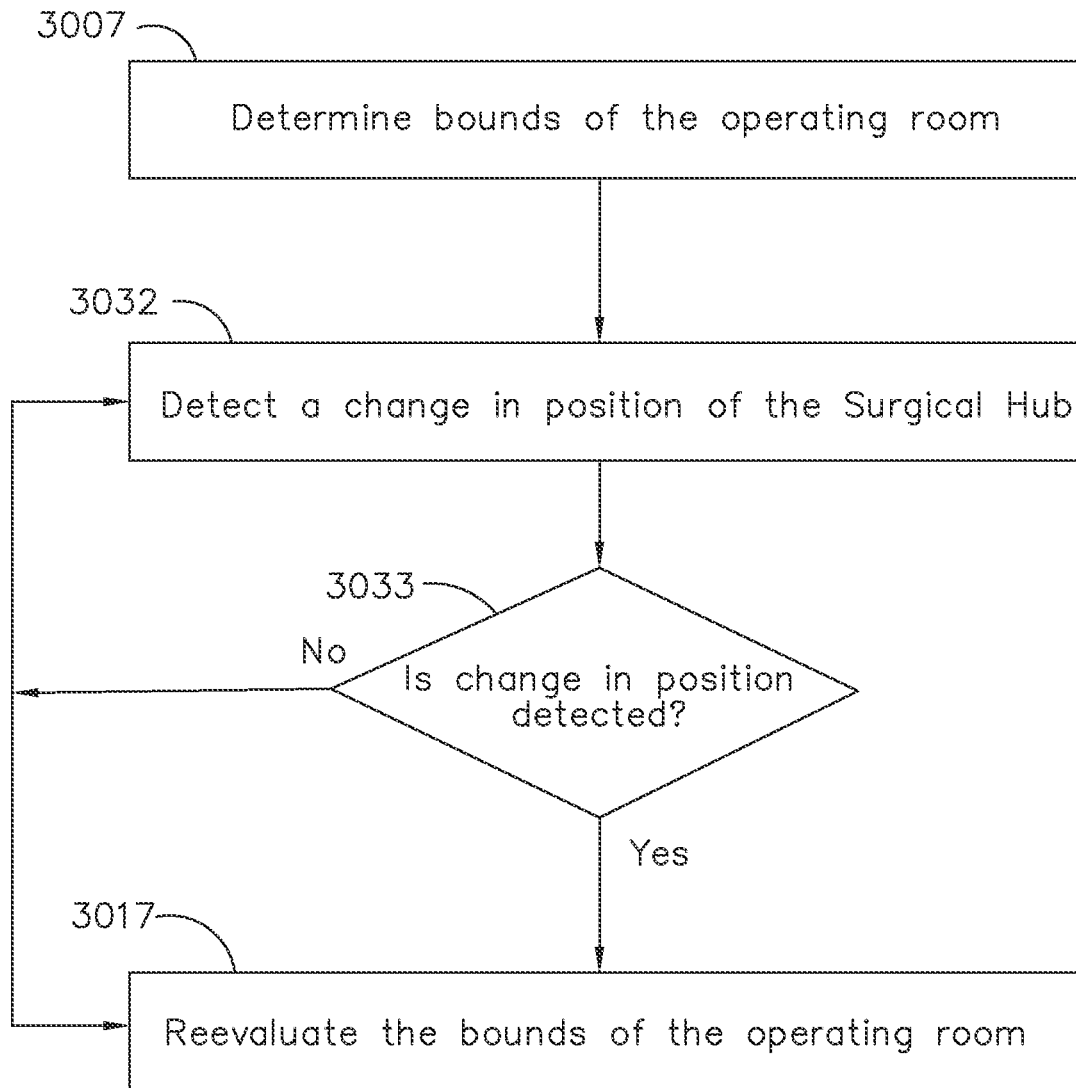 3007
Determine bounds of the operating room
3032
Detect a change in position of the Surgical Hub
3033
No
Is change in position
detected?
Yes
3017
Reevaluate the bounds of the operating room